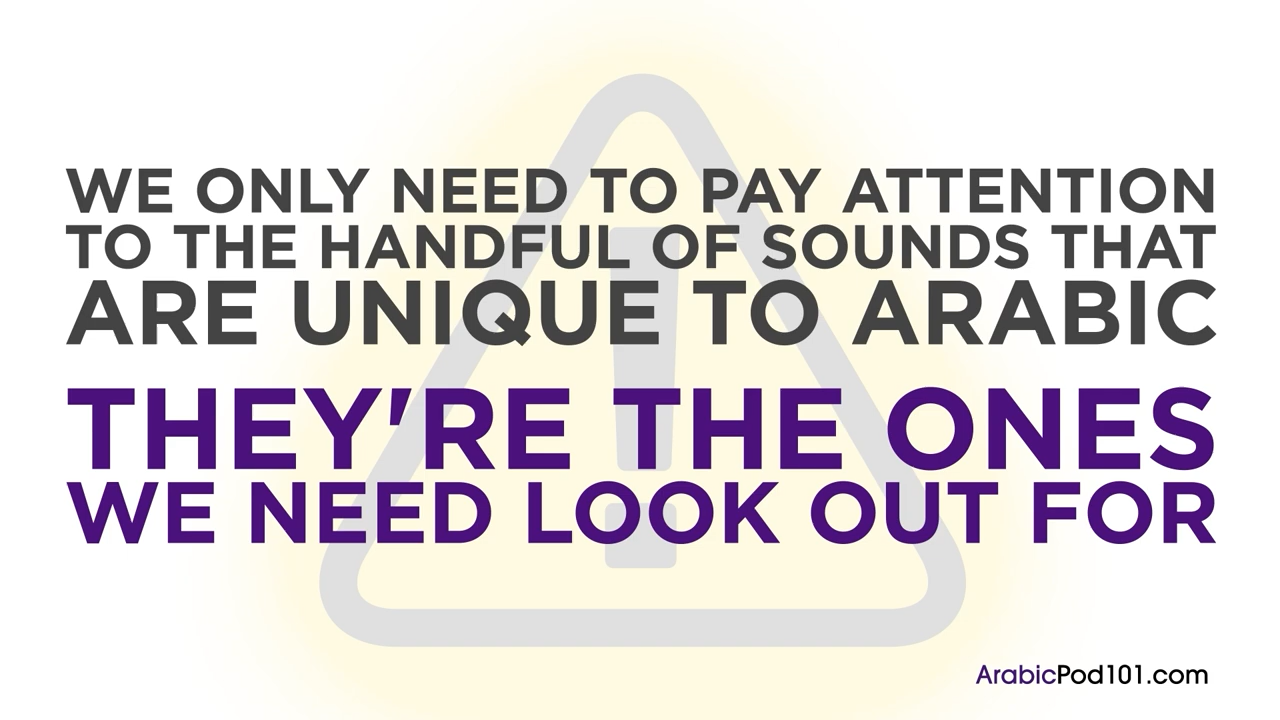 WE ONLY NEED TO PAY ATTENTION
TO THE HANDFUL OF SOUNDS THAT
ARE UNIQUE TO ARABIC
THEY'RE THE ONES
WE NEED LOOK OUT FOR
ArabicPod101.com